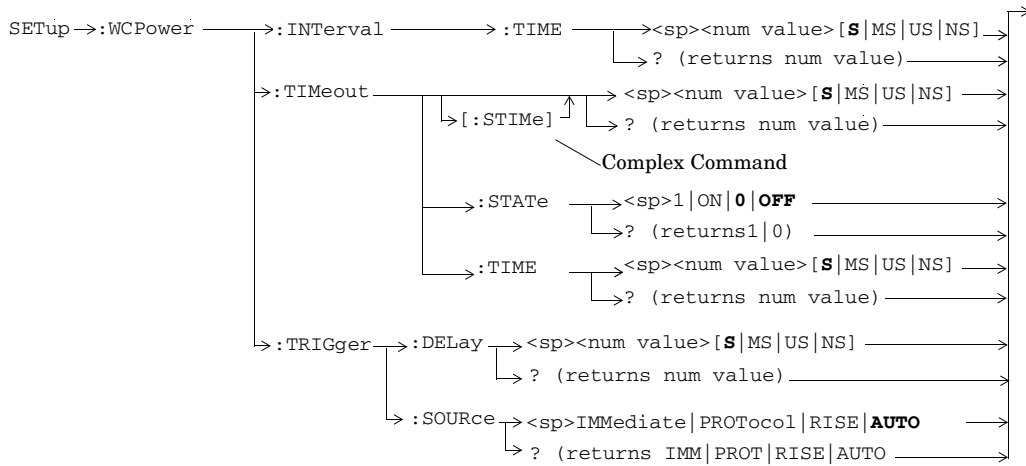 SETup :WCPower :INTerval :TIME <sp><num value>[S|MS|US|NS]
? (returns num value)
:TIMeout <sp><num value>[S|MS|US|NS]
[:STIMe] ? (returns num value)
Complex Command
:STATe <sp>1|ON|0|OFF
? (returns1|0)
:TIME <sp><num value>[S|MS|US|NS]
? (returns num value)
:TRIGger :DELay <sp><num value>[S|MS|US|NS]
? (returns num value)
:SOURce <sp>IMMediate|PROTocol|RISE|AUTO
? (returns IMM|PROT|RISE|AUTO